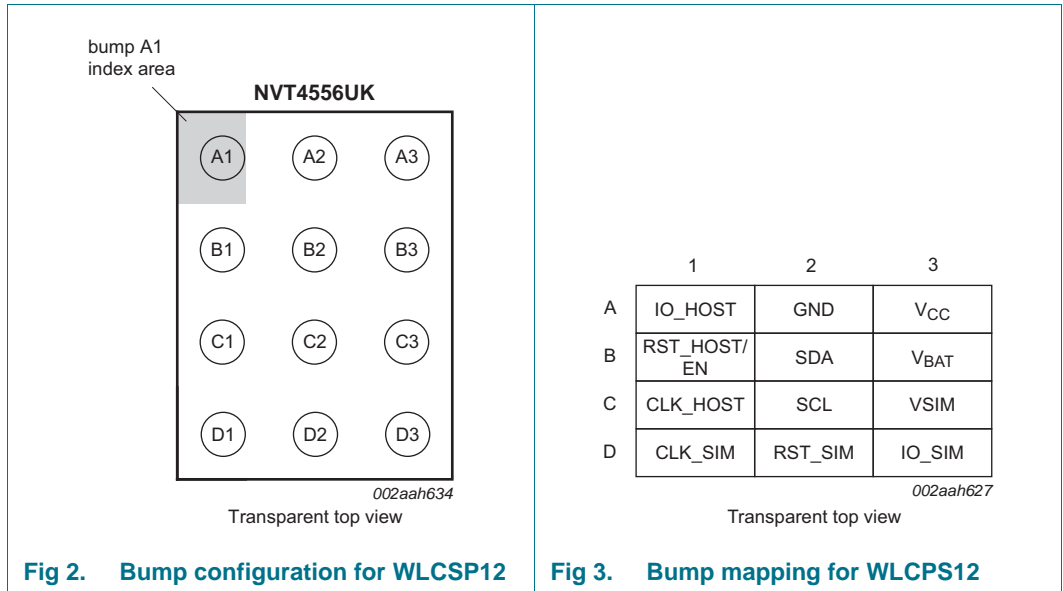 bump A1
index area
NVT4556UK
A1 A2 A3
B1 B2 B3
C1 C2 C3
D1 D2 D3
002aah634
Transparent top view
Fig 2. Bump configuration for WLCSP12
1 2 3
A IO_HOST GND VCC
B RST_HOST/ EN SDA VBAT
C CLK_HOST SCL VSIM
D CLK_SIM RST_SIM IO_SIM
002aah627
Transparent top view
Fig 3. Bump mapping for WLCPS12